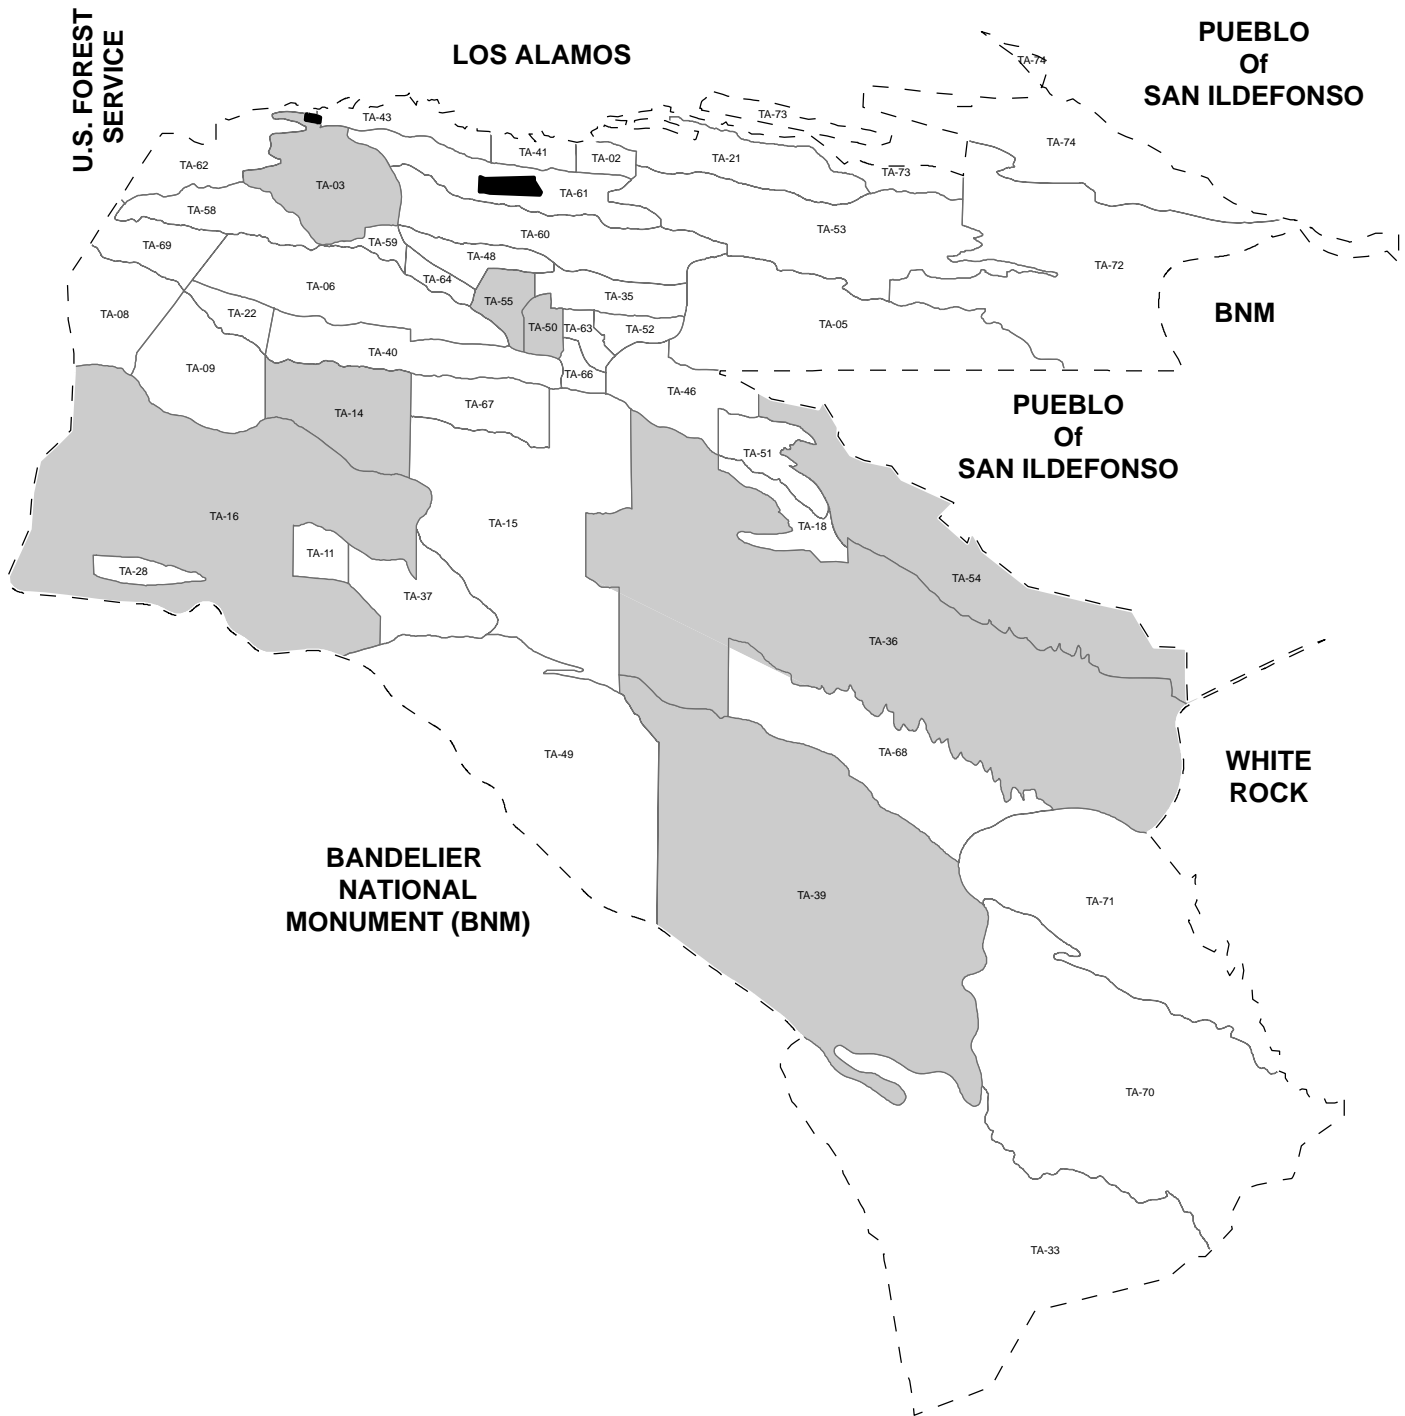 U.S. FOREST
SERVICE
LOS ALAMOS
PUEBLO
Of
SAN ILDEFONSO
TA-74
TA-43
TA-73
TA-41
TA-02
TA-21
TA-74
TA-62
TA-03
TA-73
TA-61
TA-58
TA-53
TA-60
TA-59
TA-69
TA-48
TA-72
TA-64
TA-06
TA-35
TA-55
TA-08
TA-22
BNM
TA-50
TA-63
TA-52
TA-05
TA-40
TA-09
TA-66
TA-46
TA-67
TA-14
PUEBLO
Of
SAN ILDEFONSO
TA-51
TA-16
TA-15
TA-18
TA-11
TA-28
TA-54
TA-37
TA-36
TA-49
TA-68
WHITE
ROCK
BANDELIER
NATIONAL
MONUMENT (BNM)
TA-39
TA-71
TA-70
TA-33